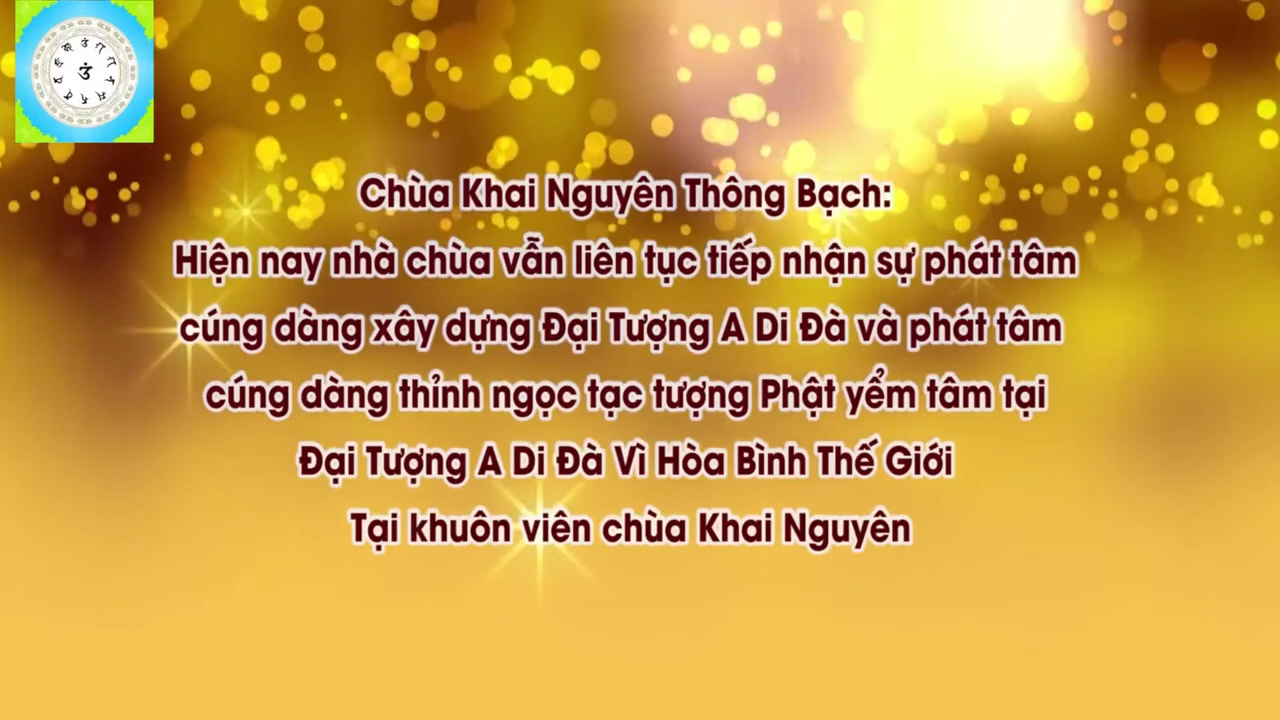 Chùa Khai Nguyên Thông Bạch:
Hiện nay nhà chùa vẫn liên tục tiếp nhận sự phát tâm
cúng dàng xây dựng Đại Tượng A Di Đà và phát tâm
cúng dàng thỉnh ngọc tạc tượng Phật yểm tâm tại
Đại Tượng A Di Đà Vì Hòa Bình Thế Giới
Tại khuôn viên chùa Khai Nguyên